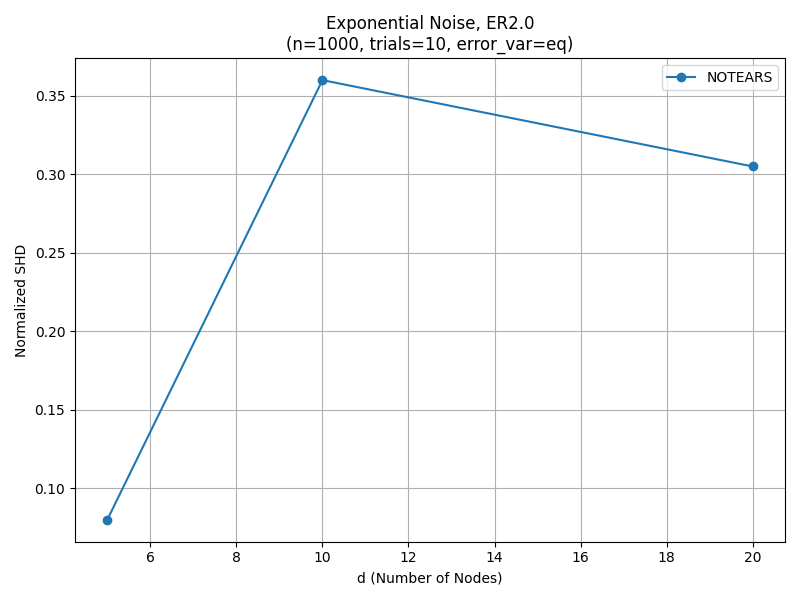 Exponential Noise, ER2.0
(n=1000, trials=10, error_var=eq)
NOTEARS
0.35
0.30
0.25
0.20
0.15
0.10
Normalized SHD
6 8 10 12 14 16 18 20
d (Number of Nodes)